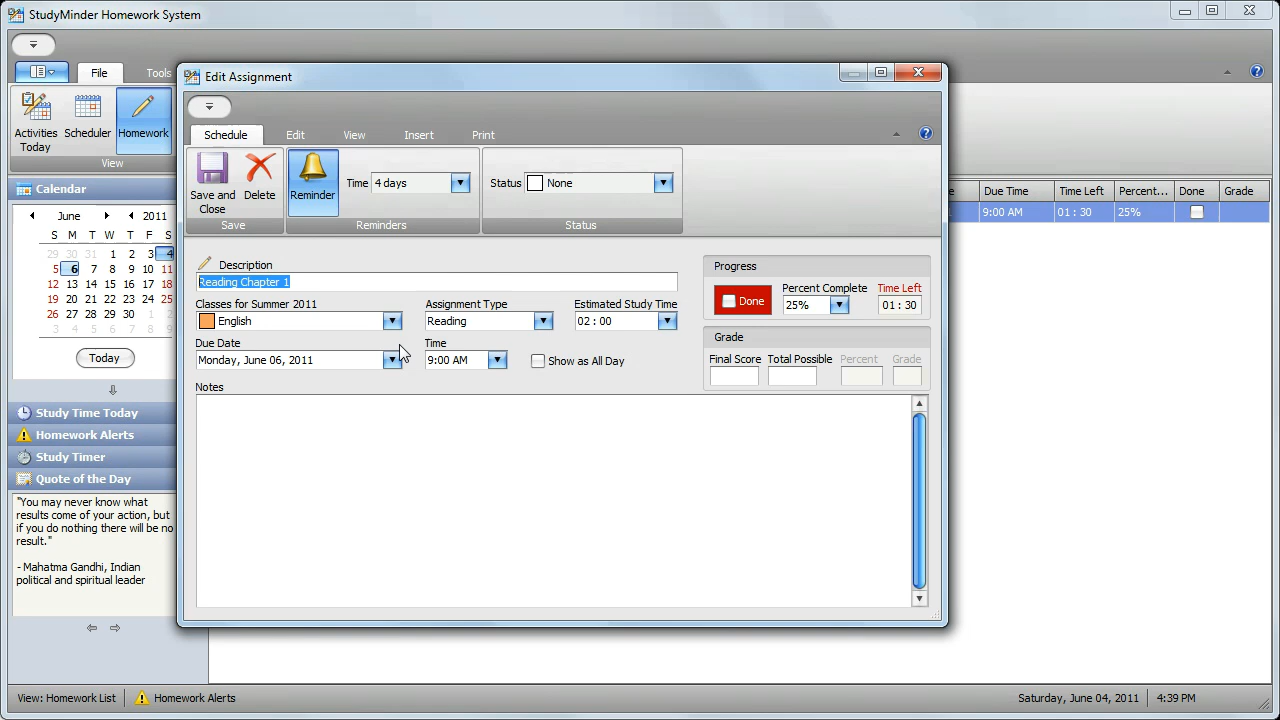 StudyMinder Homework System
File
Tools
Activities Today
Scheduler
Homework
View
Calendar
June
2011
S M T W T F S
29 30 31 1 2 3 4
5 6 7 8 9 10 11
12 13 14 15 16 17 18
19 20 21 22 23 24 25
26 27 28 29 30 1 2
Today
Study Time Today
Homework Alerts
Study Timer
Quote of the Day
"You may never know what
results come of your action, but
if you do nothing there will be no
result."
- Mahatma Gandhi, Indian
political and spiritual leader
Edit Assignment
Schedule
Edit
View
Insert
Print
Save and Close
Delete
Save
Reminder
Time 4 days
Reminders
Status None
Status
Description
Reading Chapter 1
Classes for Summer 2011
English
Assignment Type
Reading
Estimated Study Time
02 : 00
Due Date
Monday, June 06, 2011
Time
9:00 AM
Show as All Day
Notes
Progress
Done
Percent Complete
25%
Time Left
01 : 30
Grade
Final Score
Total Possible
Percent
Grade
Due Time
Time Left
Percent...
Done
Grade
9:00 AM
01 : 30
25%
View: Homework List
Homework Alerts
Saturday, June 04, 2011
4:39 PM